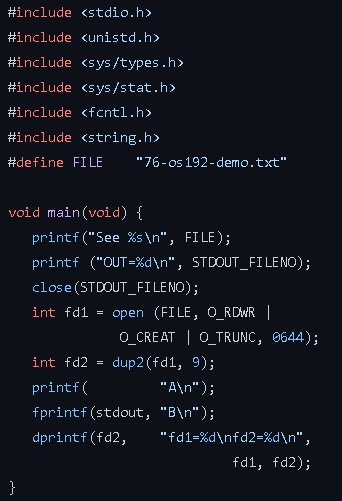 #include <stdio.h>
#include <unistd.h>
#include <sys/types.h>
#include <sys/stat.h>
#include <fcntl.h>
#include <string.h>
#define FILE    "76-os192-demo.txt"

void main(void) {
   printf("See %s\n", FILE);
   printf ("OUT=%d\n", STDOUT_FILENO);
   close(STDOUT_FILENO);
   int fd1 = open (FILE, O_RDWR |
              O_CREAT | O_TRUNC, 0644);
   int fd2 = dup2(fd1, 9);
   printf(         "A\n");
   fprintf(stdout, "B\n");
   dprintf(fd2,    "fd1=%d\nfd2=%d\n",
                             fd1, fd2);
}